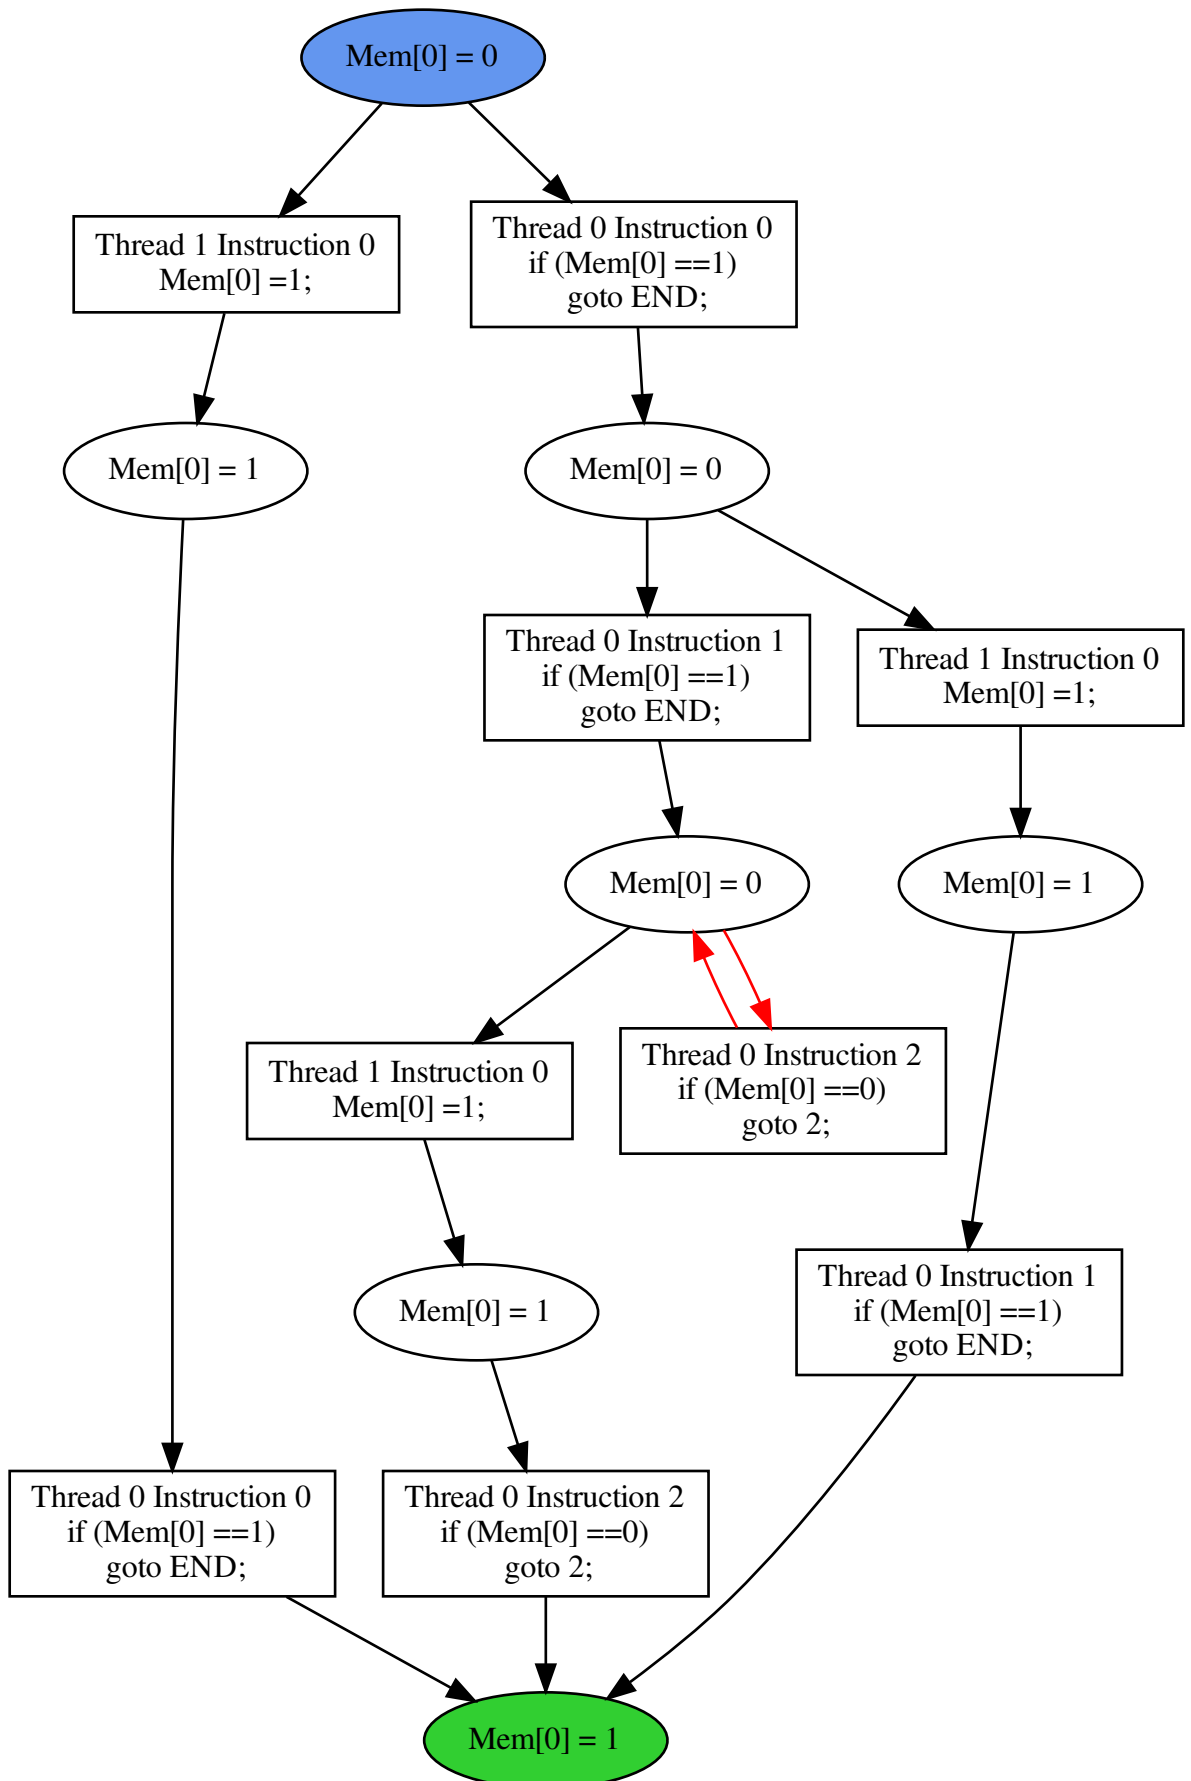 Mem[0] = 0
Thread 1 Instruction 0
Mem[0] =1;
Thread 0 Instruction 0
if (Mem[0] ==1)
goto END;
Mem[0] = 1
Mem[0] = 0
Thread 0 Instruction 1
if (Mem[0] ==1)
goto END;
Thread 1 Instruction 0
Mem[0] =1;
Mem[0] = 0
Mem[0] = 1
Thread 1 Instruction 0
Mem[0] =1;
Thread 0 Instruction 2
if (Mem[0] ==0)
goto 2;
Mem[0] = 1
Thread 0 Instruction 1
if (Mem[0] ==1)
goto END;
Thread 0 Instruction 0
if (Mem[0] ==1)
goto END;
Thread 0 Instruction 2
if (Mem[0] ==0)
goto 2;
Mem[0] = 1